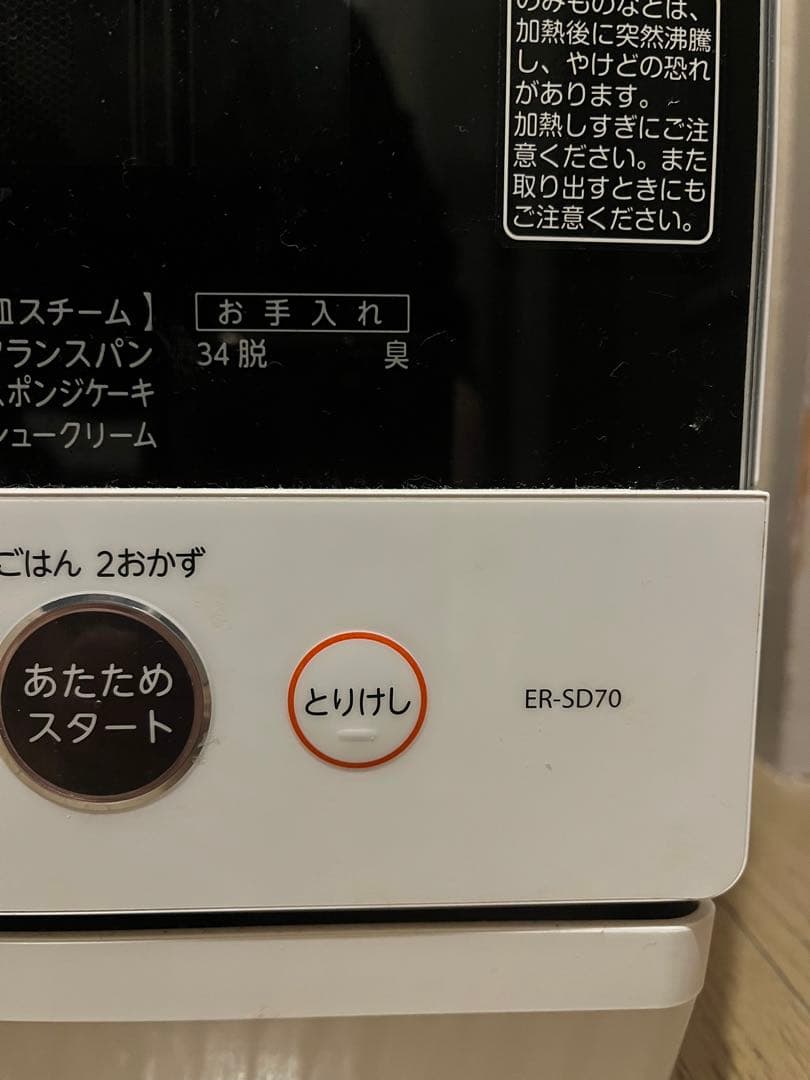 のみものなどは、
加熱後に突然沸騰
し、やけどの恐れ
があります。
加熱しすぎにご注
意ください。また
取り出すときにも
ご注意ください。
皿スチーム】
フランスパン
スポンジケーキ
シュークリーム
お手入れ
34 脱 臭
ごはん 2おかず
あたため
スタート
とりけし
ER-SD70